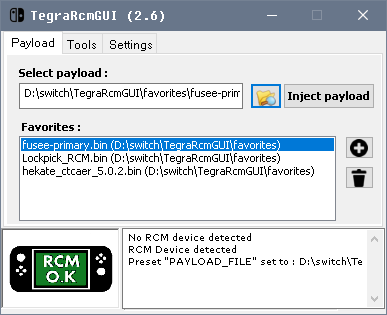 TegraRcmGUI (2.6)
Payload Tools Settings
Select payload :
D:\switch\TegraRcmGUI\favorites\fusee-prim
Inject payload
Favorites :
fusee-primary.bin (D:\switch\TegraRcmGUI\favorites)
Lockpick_RCM.bin (D:\switch\TegraRcmGUI\favorites)
hekate_ctcaer_5.0.2.bin (D:\switch\TegraRcmGUI\favorites)
RCM
O.K
No RCM device detected
RCM Device detected
Preset "PAYLOAD_FILE" set to : D:\switch\Te